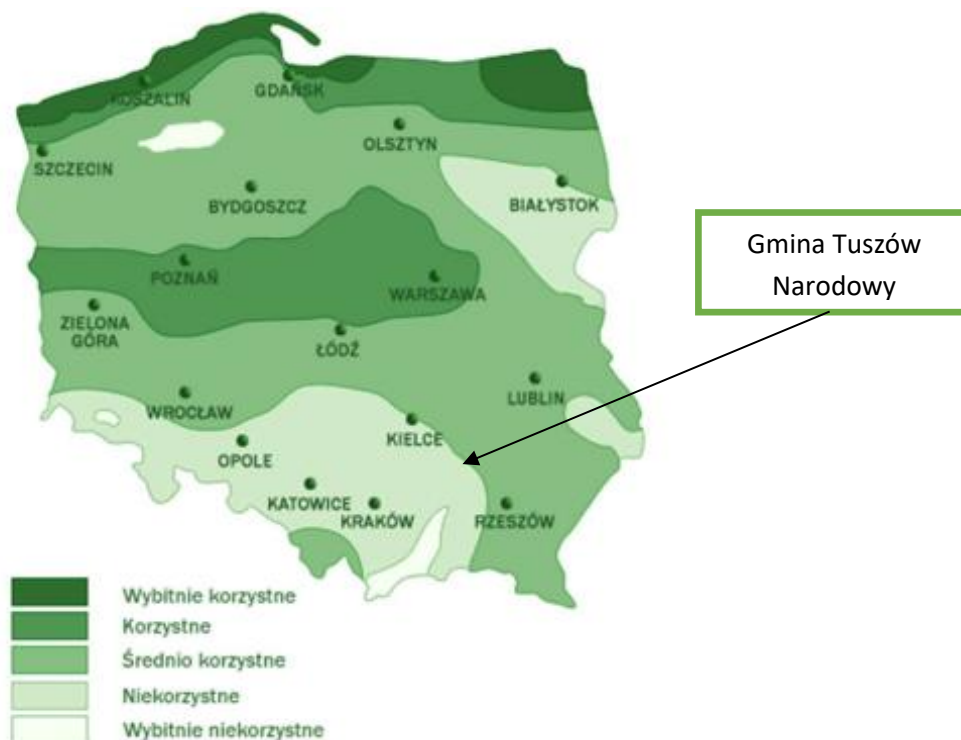 KOSZALIN
GDAŃSK
OLSZTYN
SZCZECIN
BYDGOSZCZ
BIAŁYSTOK
Gmina Tuszów
Narodowy
POZNAŃ
WARSZAWA
ZIELONA
GÓRA
ŁÓDŹ
LUBLIN
WROCŁAW
KIELCE
OPOLE
KATOWICE
KRAKÓW
RZESZÓW
Wybitnie korzystne
Korzystne
Średnio korzystne
Niekorzystne
Wybitnie niekorzystne